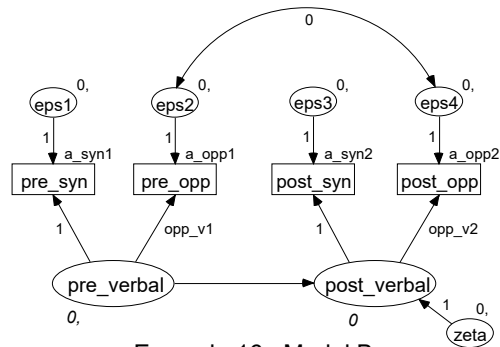 0
0, 0, 0, 0,
eps1 eps2 eps3 eps4
1 1 1 1
a_syn1 a_opp1 a_syn2 a_opp2
pre_syn pre_opp post_syn post_opp
1 opp_v1 1 opp_v2
pre_verbal post_verbal
0, 0 1 0,
zeta